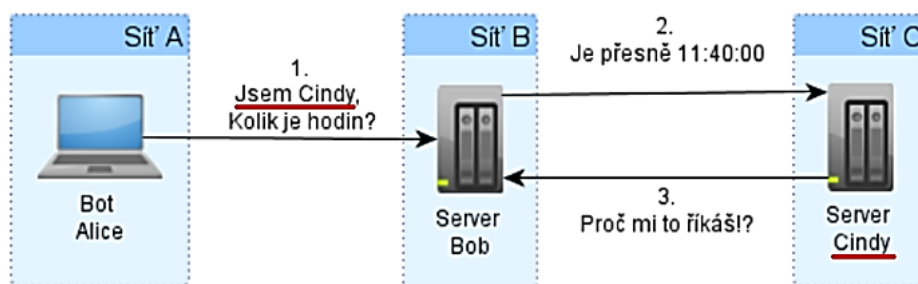 Síť A
Síť B
Síť C
1.
Jsem Cindy,
Kolik je hodin?
2.
Je přesně 11:40:00
Bot
Alice
Server
Bob
3.
Proč mi to říkáš!?
Server
Cindy